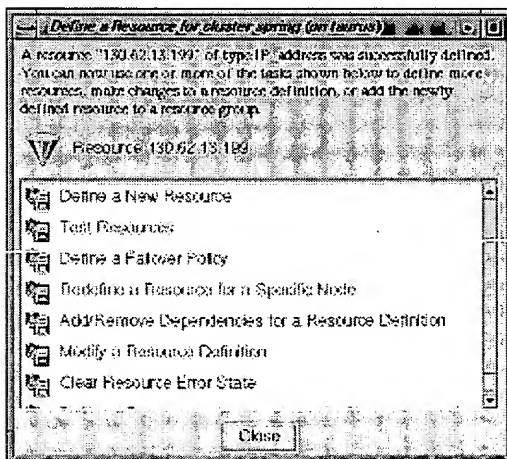 Define a Resource for cluster spring (on taurus)
A resource "130.62.13.199" of type IP_address was successfully defined.
You can now use one or more of the tasks shown below to define more
resources, make changes to a resource definition, or add the newly
defined resource to a resource group.
Resource 130.62.13.199
Define a New Resource
Test Resources
Define a Failover Policy
Redefine a Resource for a Specific Node
Add/Remove Dependencies for a Resource Definition
Modify a Resource Definition
Clear Resource Error State
Close